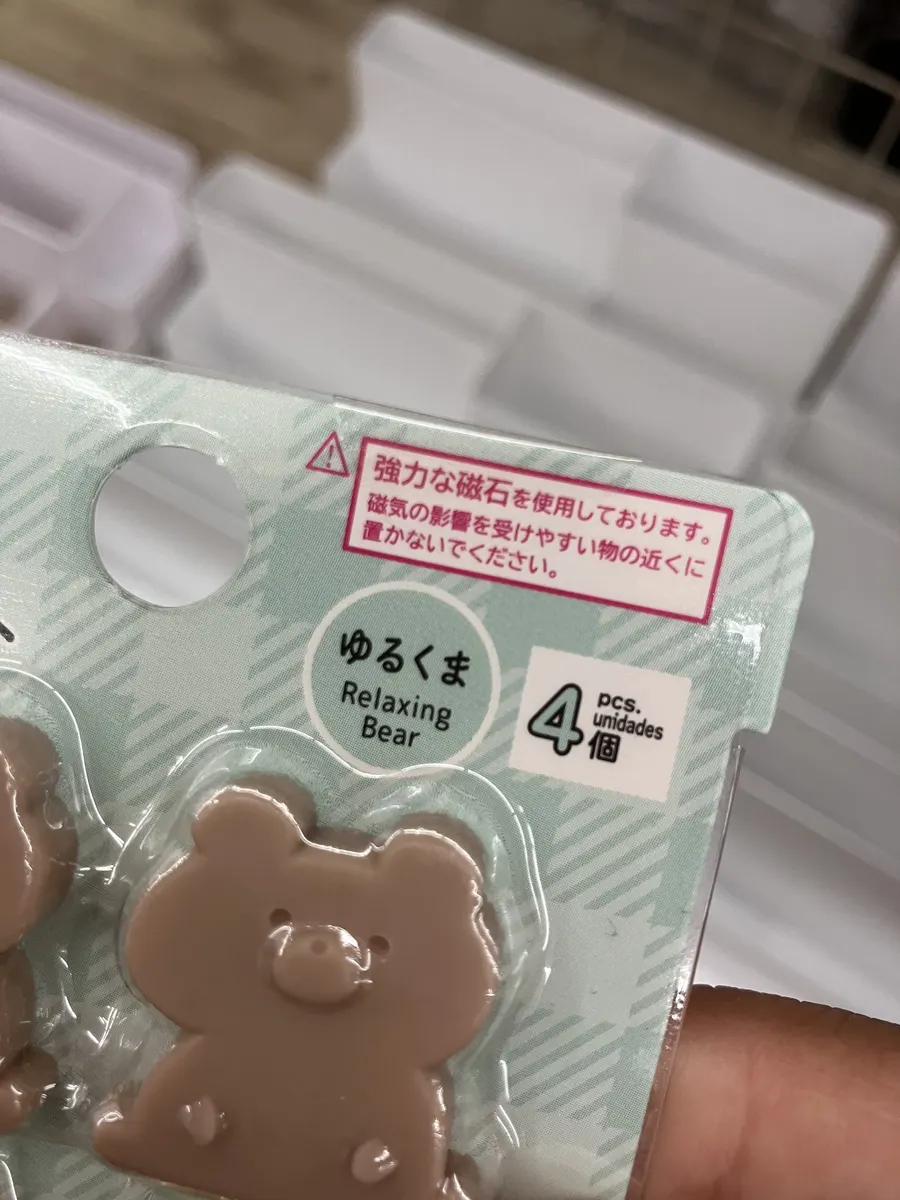 強力な磁石を使用しております。
磁気の影響を受けやすい物の近くに
置かないでください。
ゆるくま
Relaxing
Bear
4
pcs.
unidades
個